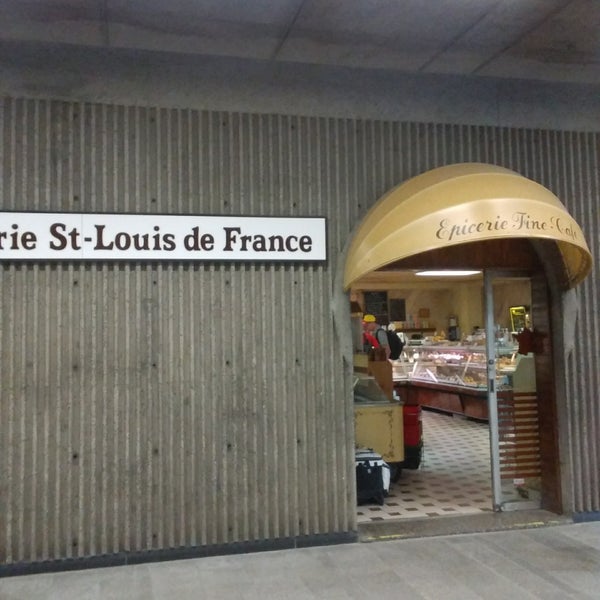 rie St-Louis de France
Epicerie Fine Café